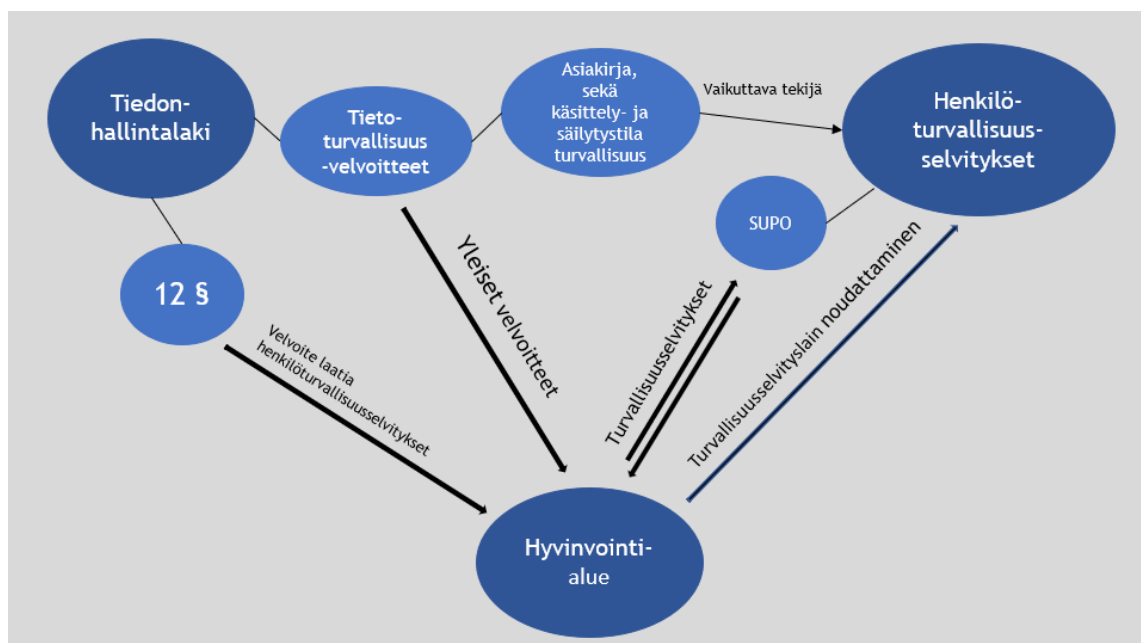 Tiedon-
hallintalaki
Tieto-
turvallisuus
-velvoitteet
Asiakirja,
sekä
käsittely- ja
säilytystila
turvallisuus
Vaikuttava tekijä
Henkilö-
turvallisuus-
selvitykset
SUPO
12 §
Velvoite laatia
henkilöturvallisuusselvitykset
Yleiset velvoitteet
Turvallisuusselvitykset
Turvallisuusselvityslain noudattaminen
Hyvinvointi-
alue